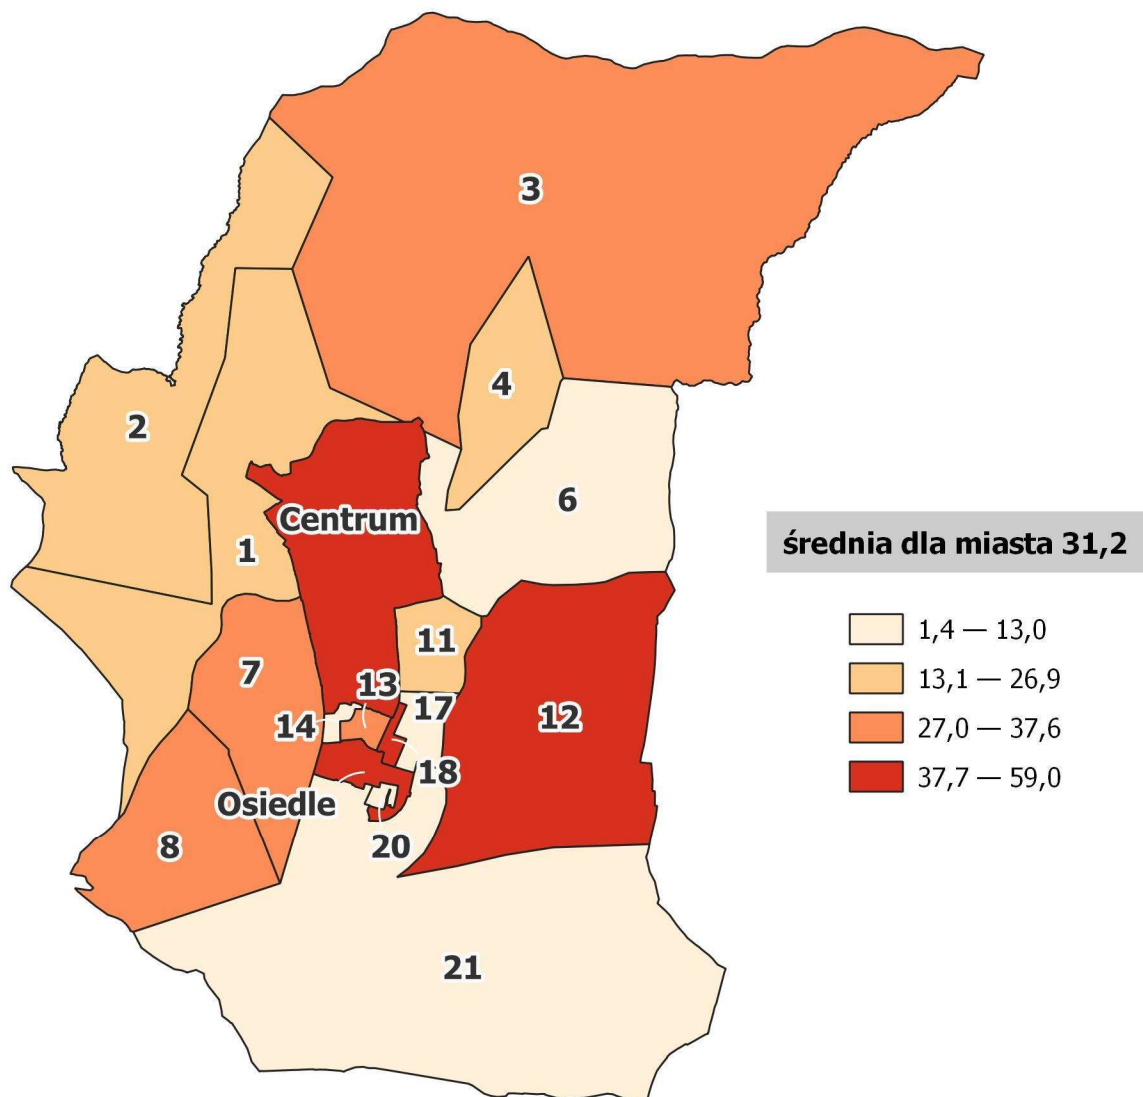 3
4
2
6
Centrum
1
średnia dla miasta 31,2
1,4 — 13,0
13,1 — 26,9
27,0 — 37,6
37,7 — 59,0
11
7
13
17
14
12
18
Osiedle
8
20
21